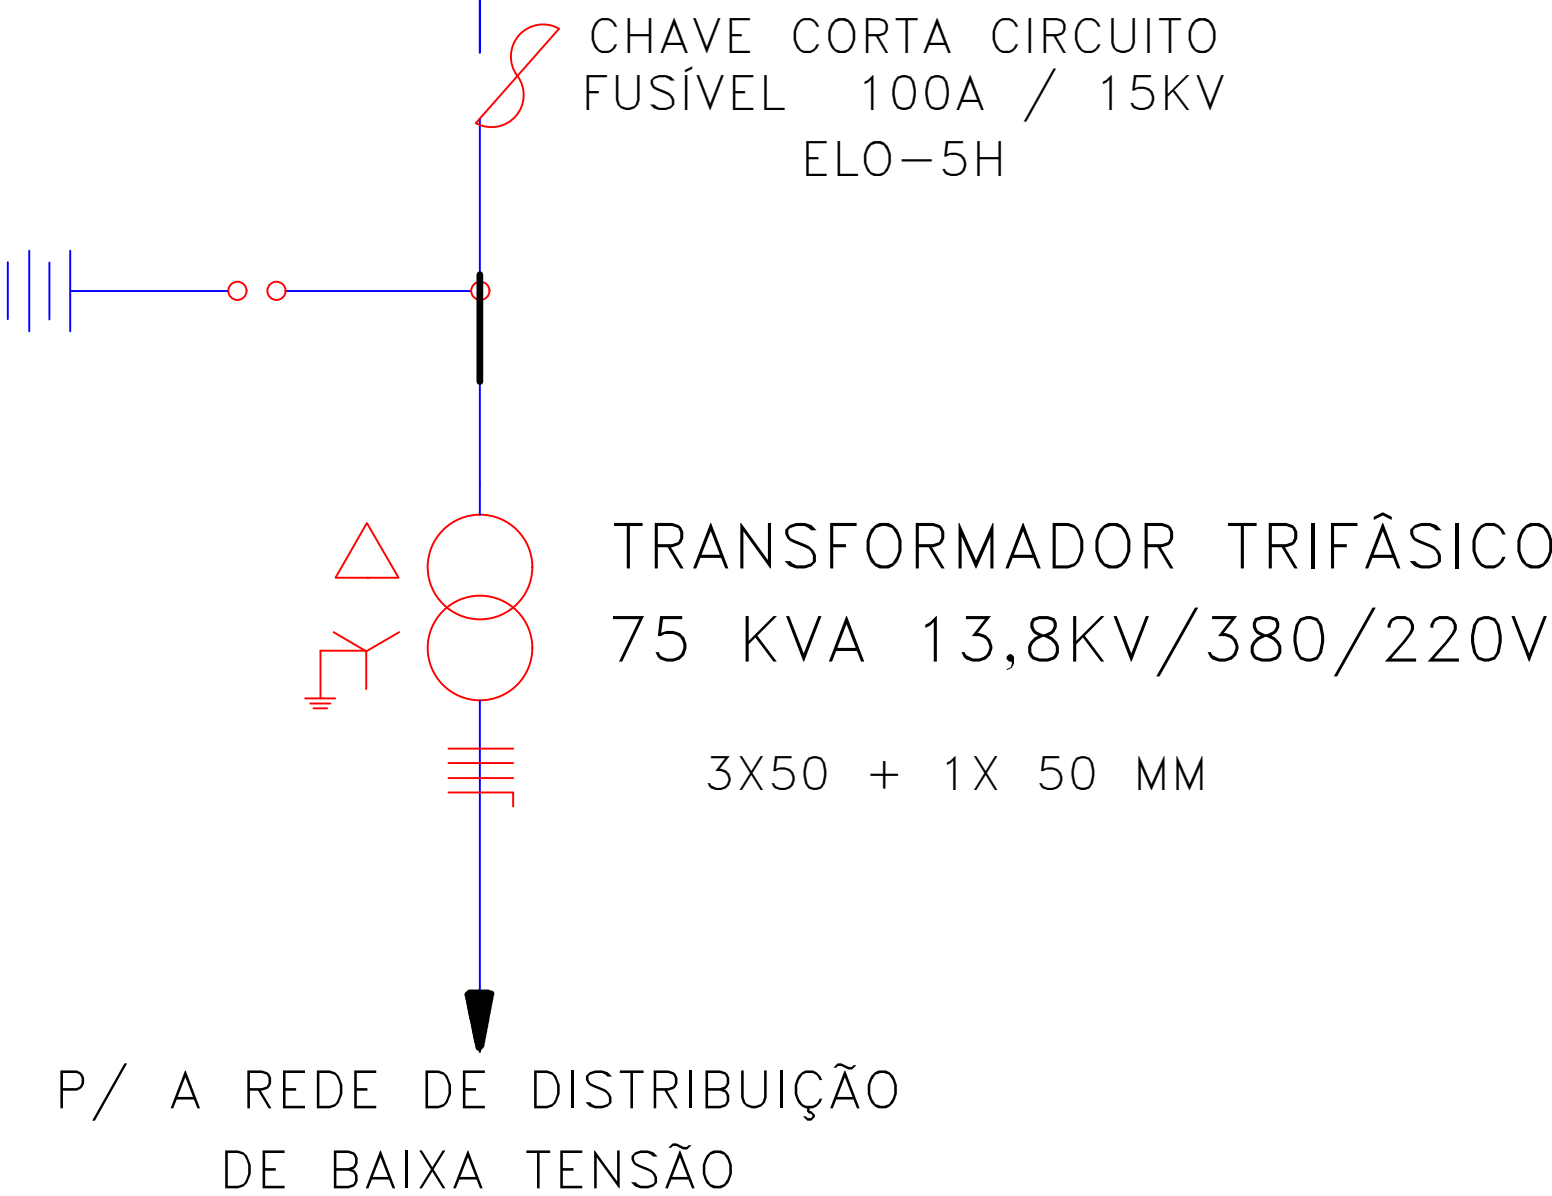 CHAVE CORTA CIRCUITO
FUSÍVEL 100A / 15KV
ELO-5H
TRANSFORMADOR TRIFÂSICO
75 KVA 13,8KV/380/220V
3X50 + 1X 50 MM
P/ A REDE DE DISTRIBUIÇÃO
DE BAIXA TENSÃO